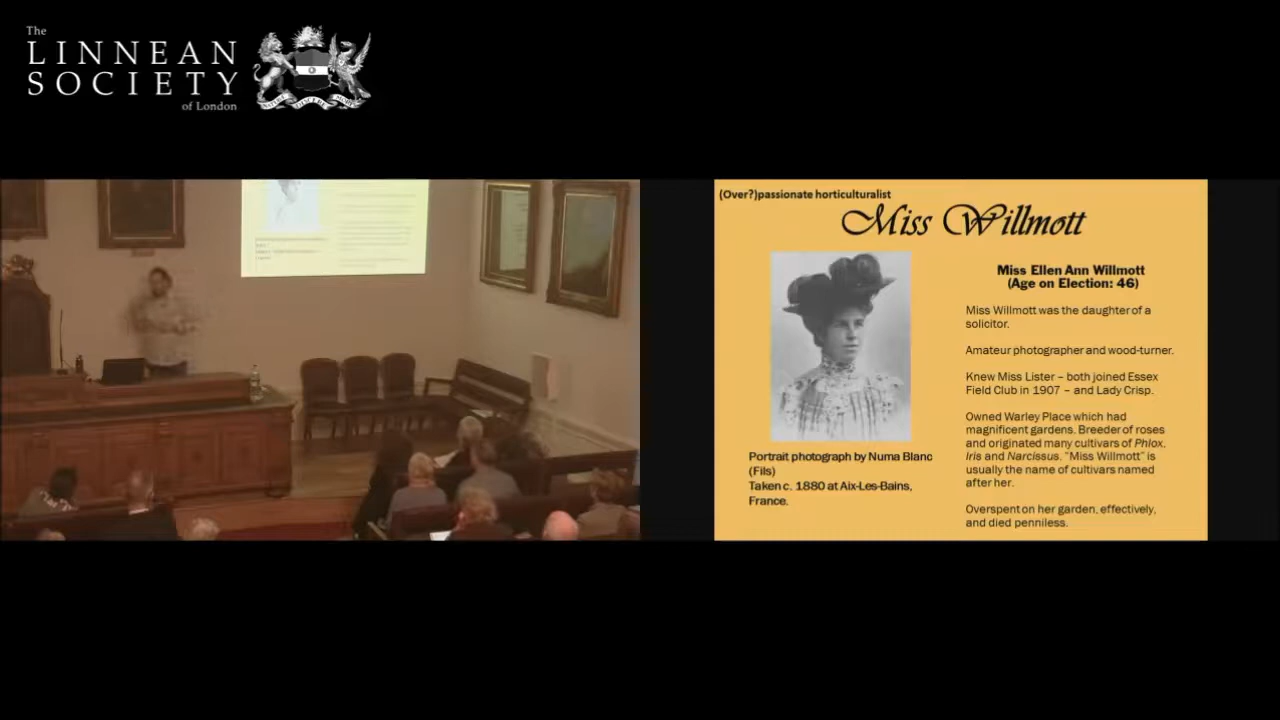 The
LINNEAN
SOCIETY
of London
(Over?)passionate horticulturalist
Miss Willmott
Miss Ellen Ann Willmott
(Age on Election: 46)
Miss Willmott was the daughter of a
solicitor.
Amateur photographer and wood-turner.
Knew Miss Lister – both joined Essex
Field Club in 1907 – and Lady Crisp.
Owned Warley Place which had
magnificent gardens. Breeder of roses
and originated many cultivars of Phlox,
Iris and Narcissus. “Miss Willmott” is
usually the name of cultivars named
after her.
Overspent on her garden, effectively,
and died penniless.
Portrait photograph by Numa Blanc
(Fils)
Taken c. 1880 at Aix-Les-Bains,
France.